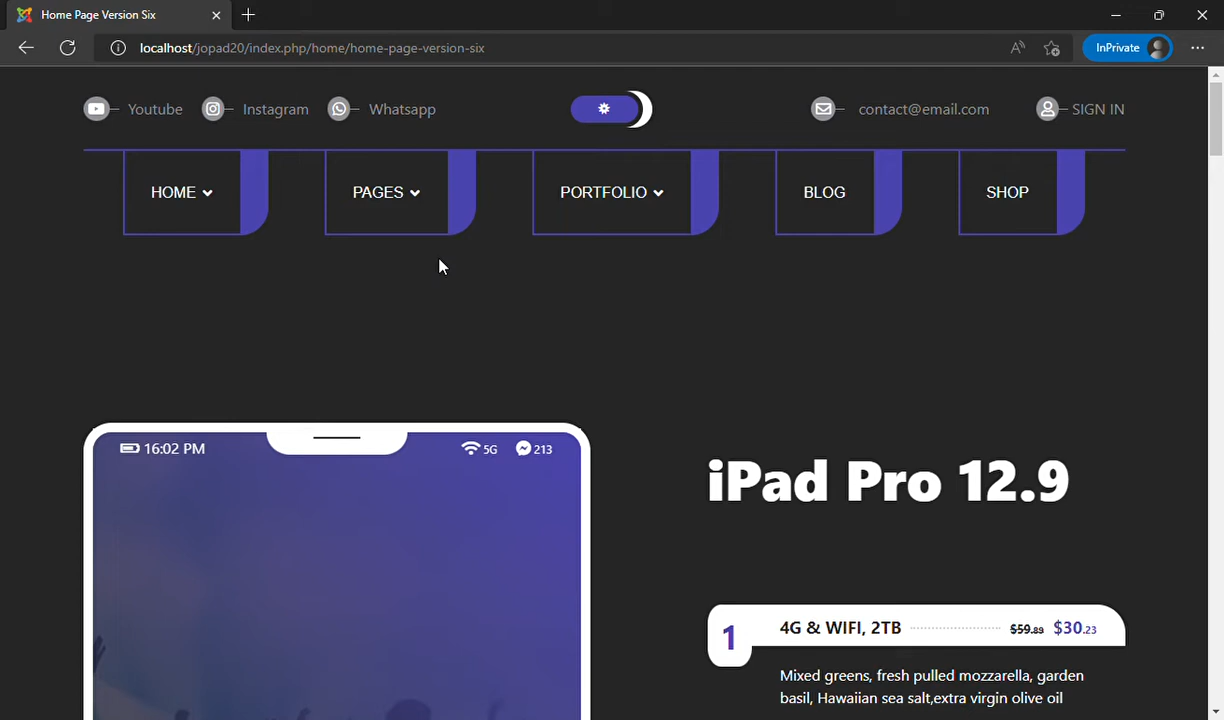 Home Page Version Six
localhost/jopad20/index.php/home/home-page-version-six
InPrivate
Youtube Instagram Whatsapp contact@email.com SIGN IN
HOME PAGES PORTFOLIO BLOG SHOP
16:02 PM 5G 213
iPad Pro 12.9
1 4G & WIFI, 2TB $59.89 $30.23
Mixed greens, fresh pulled mozzarella, garden
basil, Hawaiian sea salt,extra virgin olive oil